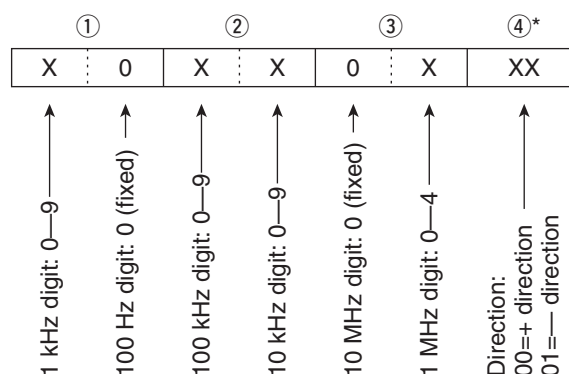 ① ② ③ ④*
X 0 X X 0 X XX
1 kHz digit: 0—9
100 Hz digit: 0 (fixed)
100 kHz digit: 0—9
10 kHz digit: 0—9
10 MHz digit: 0 (fixed)
1 MHz digit: 0—4
Direction:
00=+ direction
01=— direction